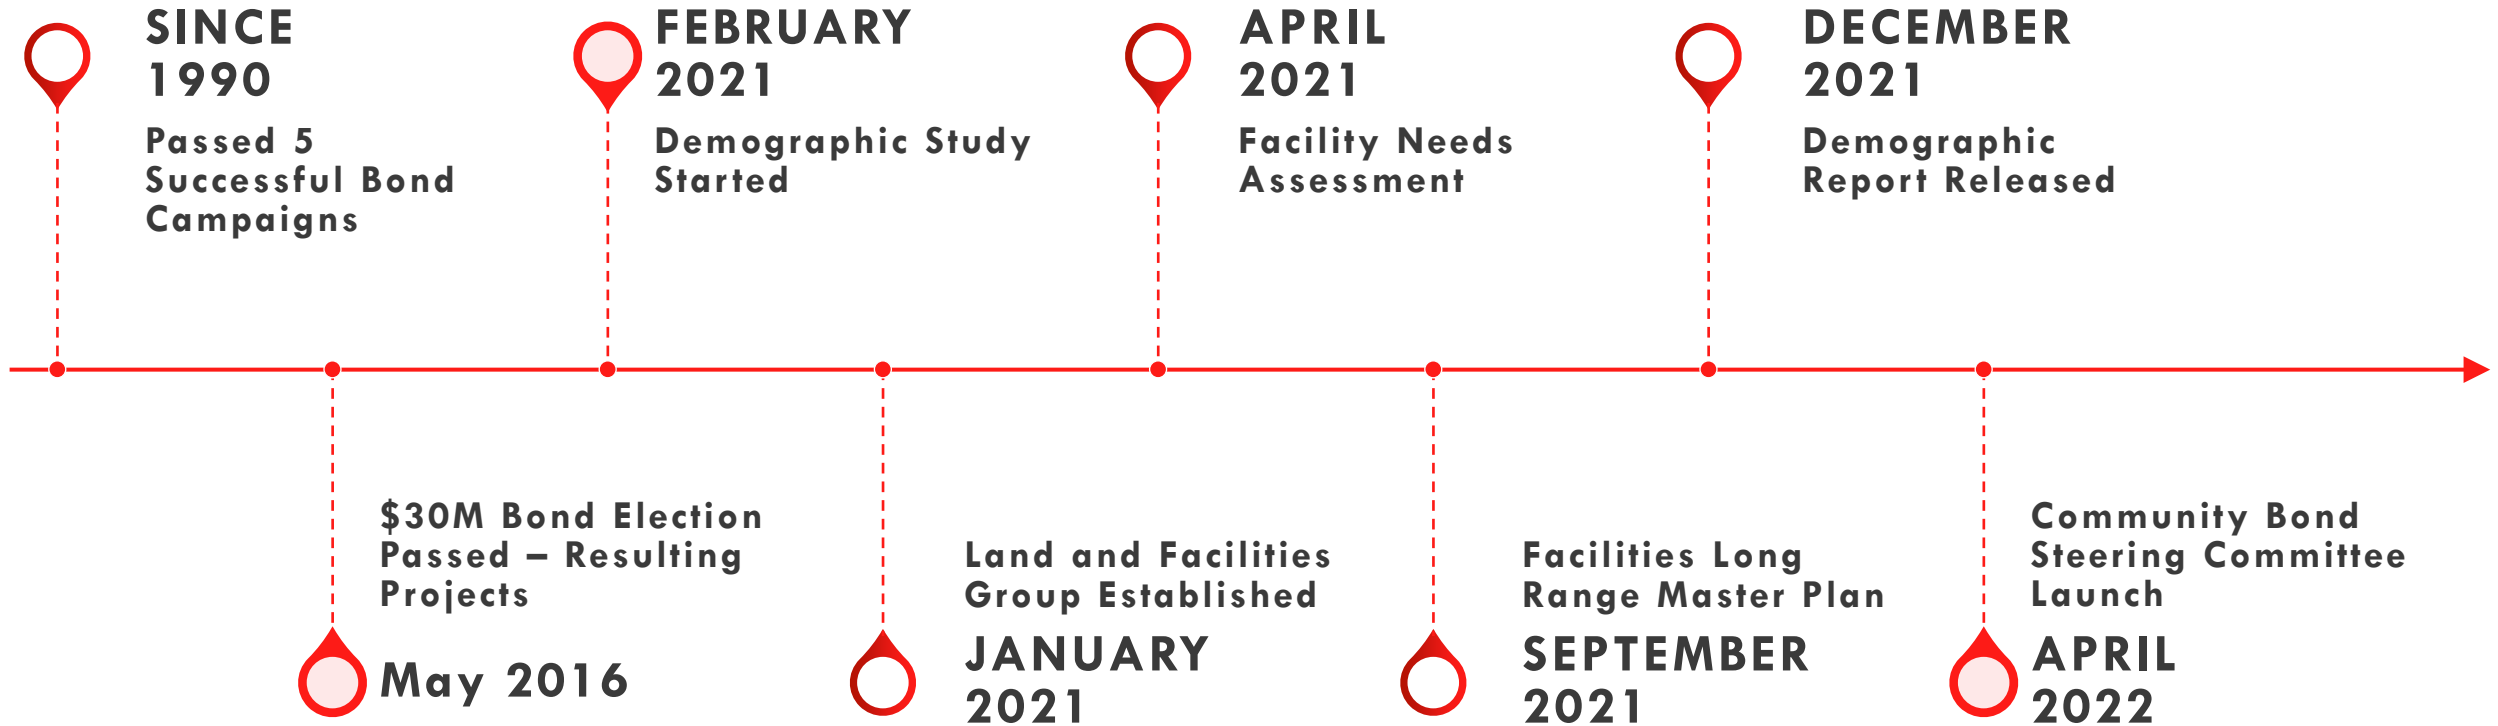 SINCE
1990
Passed 5
Successful Bond
Campaigns
FEBRUARY
2021
Demographic Study
Started
APRIL
2021
Facility Needs
Assessment
DECEMBER
2021
Demographic
Report Released
$30M Bond Election
Passed – Resulting
Projects
May 2016
Land and Facilities
Group Established
JANUARY
2021
Facilities Long
Range Master Plan
SEPTEMBER
2021
Community Bond
Steering Committee
Launch
APRIL
2022